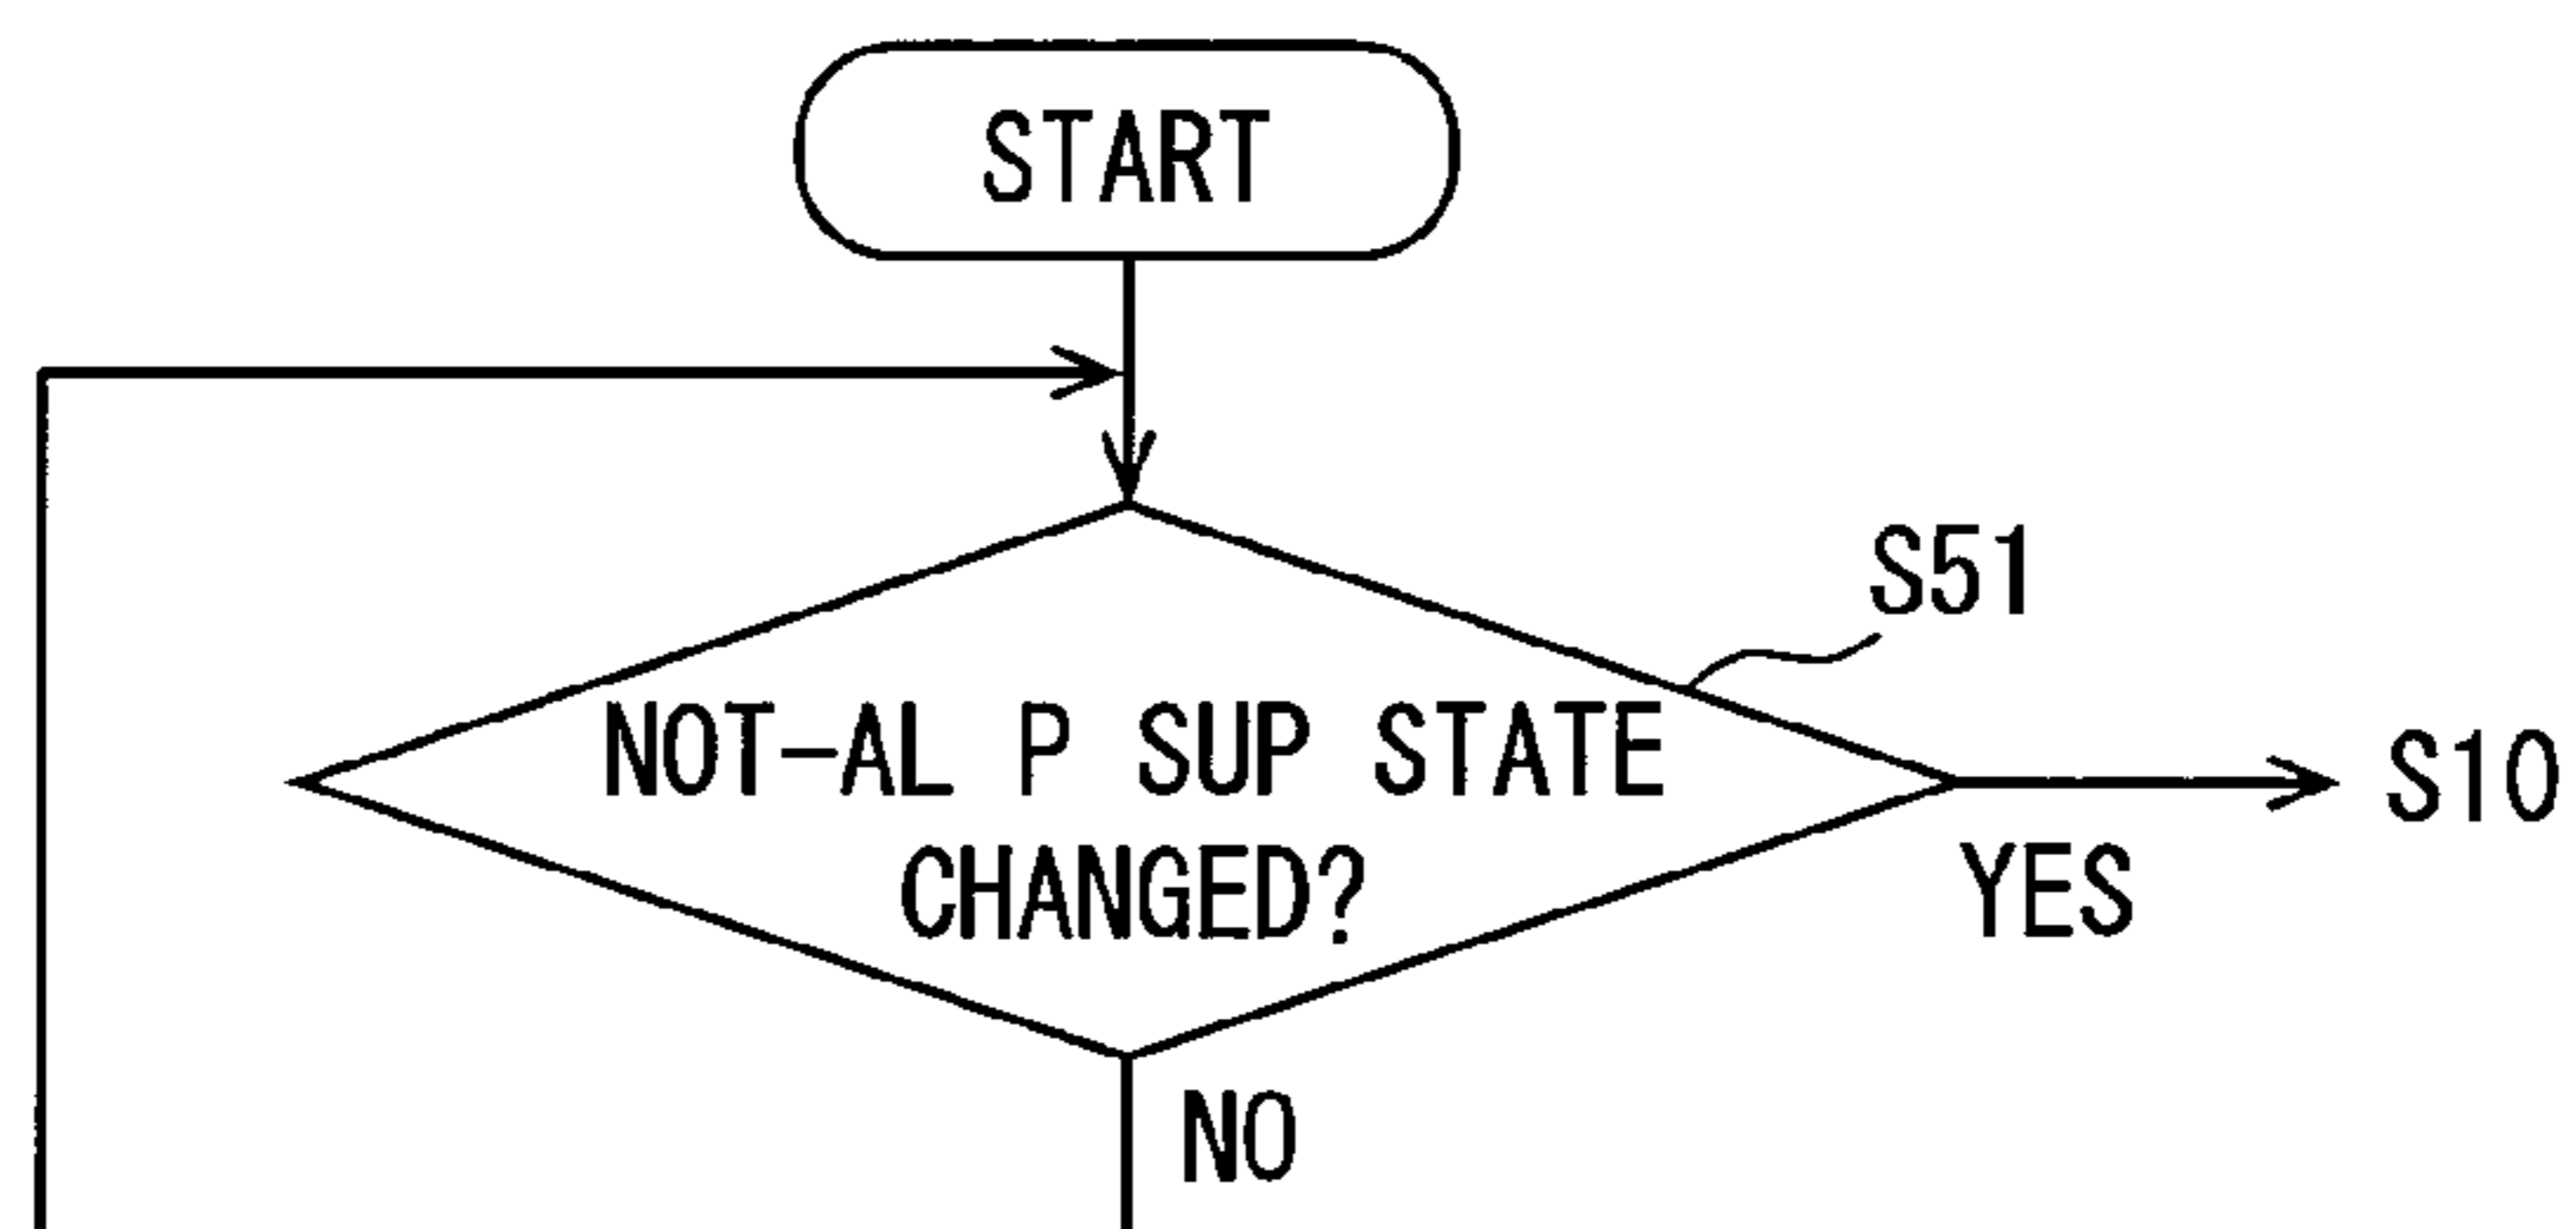 START
S51
NOT-AL P SUP STATE
CHANGED?
S10
YES
NO